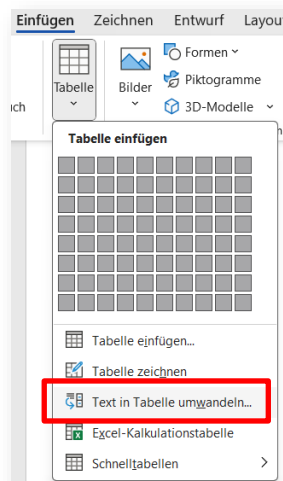 Einfügen Zeichnen Entwurf Layou
Tabelle
Bilder
Formen
Piktogramme
3D-Modelle
uch
Tabelle einfügen
Tabelle einfügen...
Tabelle zeichnen
Text in Tabelle umwandeln...
Excel-Kalkulationstabelle
Schnelltabellen